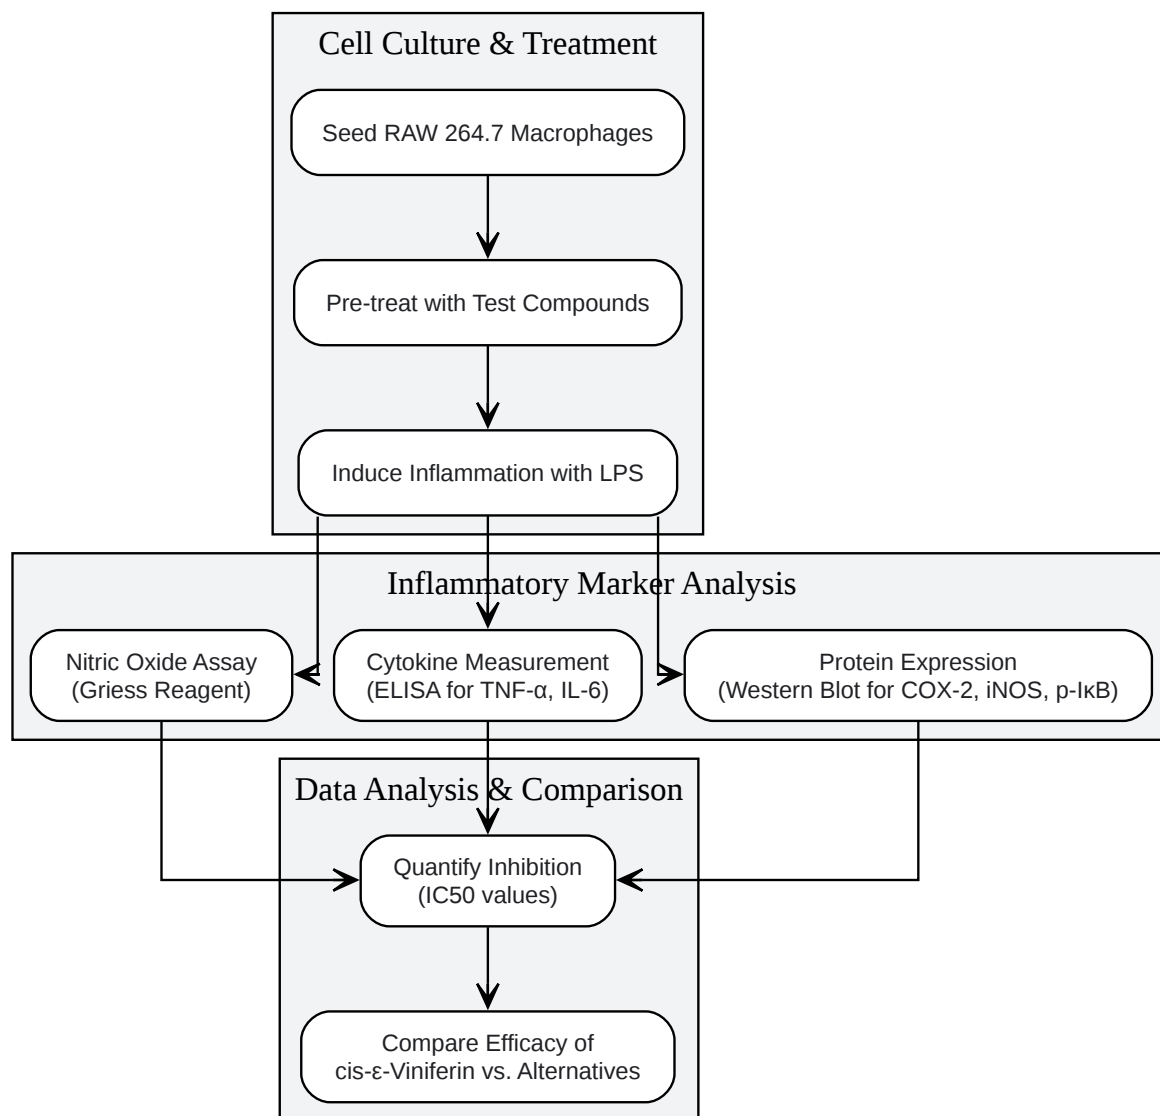 Cell Culture & Treatment
Seed RAW 264.7 Macrophages
Pre-treat with Test Compounds
Induce Inflammation with LPS
Inflammatory Marker Analysis
Nitric Oxide Assay
(Griess Reagent)
Cytokine Measurement
(ELISA for TNF-α, IL-6)
Protein Expression
(Western Blot for COX-2, iNOS, p-IκB)
Data Analysis & Comparison
Quantify Inhibition
(IC50 values)
Compare Efficacy of
cis-ε-Viniferin vs. Alternatives